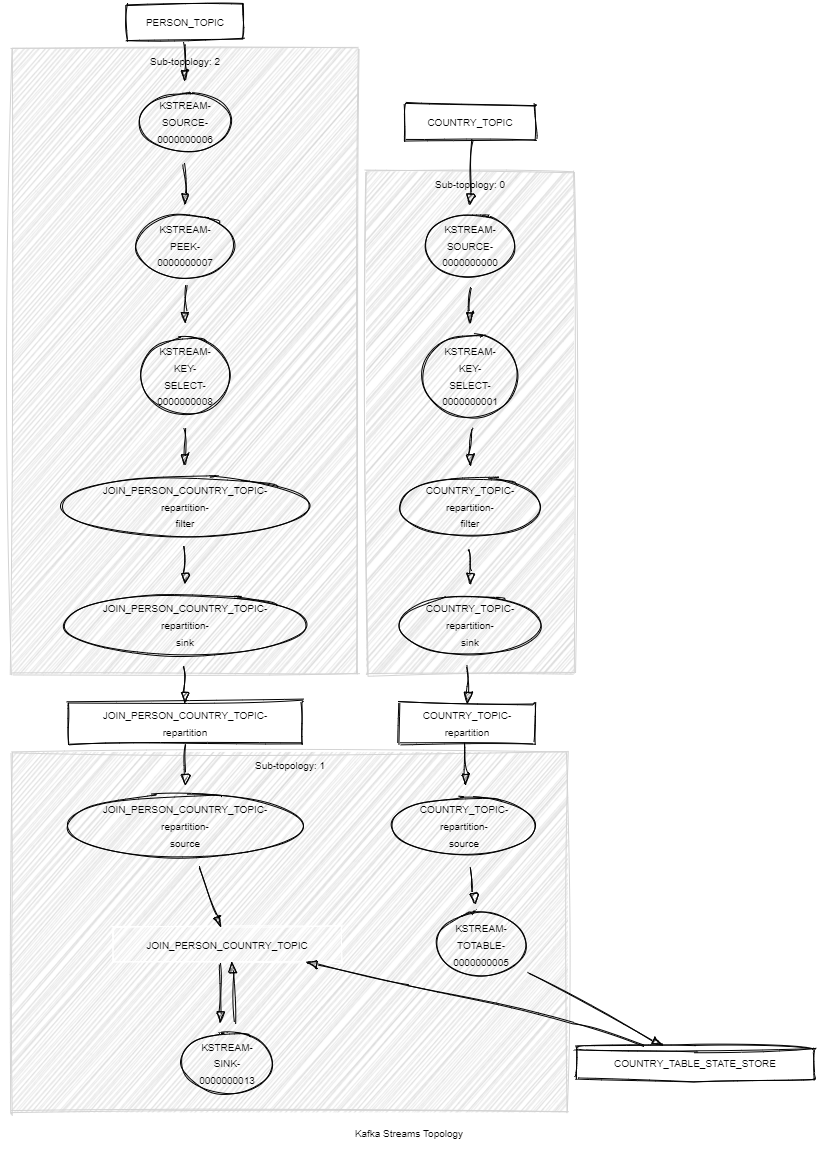 PERSON_TOPIC
Sub-topology: 2
KSTREAM-
SOURCE-
0000000006
KSTREAM-
PEEK-
0000000007
KSTREAM-
KEY-
SELECT-
0000000008
JOIN_PERSON_COUNTRY_TOPIC-
repartition-
filter
JOIN_PERSON_COUNTRY_TOPIC-
repartition-
sink
COUNTRY_TOPIC
Sub-topology: 0
KSTREAM-
SOURCE-
0000000000
KSTREAM-
KEY-
SELECT-
0000000001
COUNTRY_TOPIC-
repartition-
filter
COUNTRY_TOPIC-
repartition-
sink
JOIN_PERSON_COUNTRY_TOPIC-
repartition
COUNTRY_TOPIC-
repartition
Sub-topology: 1
JOIN_PERSON_COUNTRY_TOPIC-
repartition-
source
COUNTRY_TOPIC-
repartition-
source
JOIN_PERSON_COUNTRY_TOPIC
KSTREAM-
TOTABLE-
0000000005
KSTREAM-
SINK-
0000000013
COUNTRY_TABLE_STATE_STORE
Kafka Streams Topology